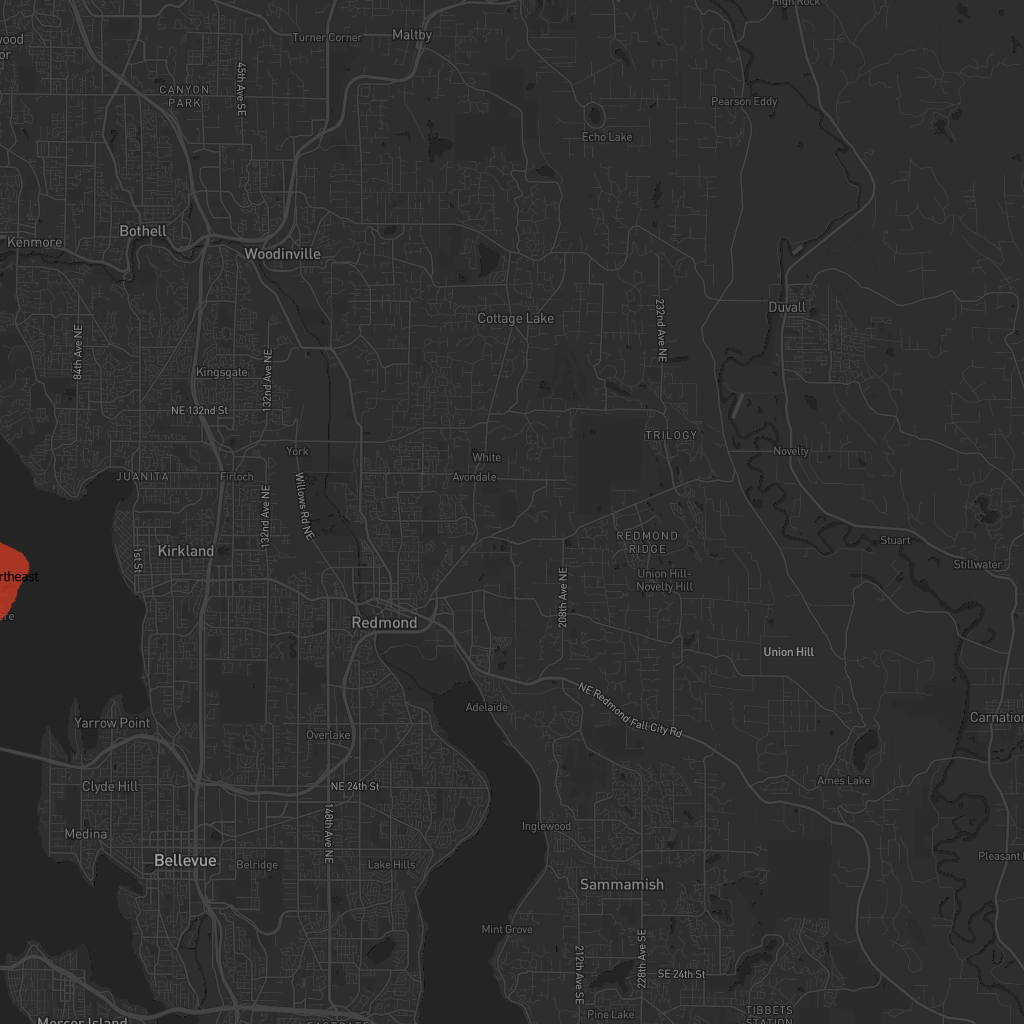 High Rock
Turner Corner
Maltby
wood
or
45th Ave SE
CANYON
PARK
Pearson Eddy
Echo Lake
Bothell
Kenmore
Woodinville
Duvall
Cottage Lake
232nd Ave NE
84th Ave NE
Kingsgate
132nd Ave NE
NE 132nd St
TRILOGY
York
White
Novelty
JUANITA
Firloch
Avondale
Willows Rd NE
132nd Ave NE
REDMOND
RIDGE
Stuart
Kirkland
1st St
Stillwater
rtheast
Union Hill-
Novelty Hill
208th Ave NE
re
Redmond
Union Hill
NE Redmond-Fall City Rd
Adelaide
Yarrow Point
Carnation
Overlake
Clyde Hill
NE 24th St
Ames Lake
148th Ave NE
Inglewood
Medina
Bellevue
Belridge
Lake Hills
Pleasant
Sammamish
Mint Grove
212th Ave SE
228th Ave SE
SE 24th St
Pine Lake
TIBBETS
STATION
Mercer Island
EASTGATE